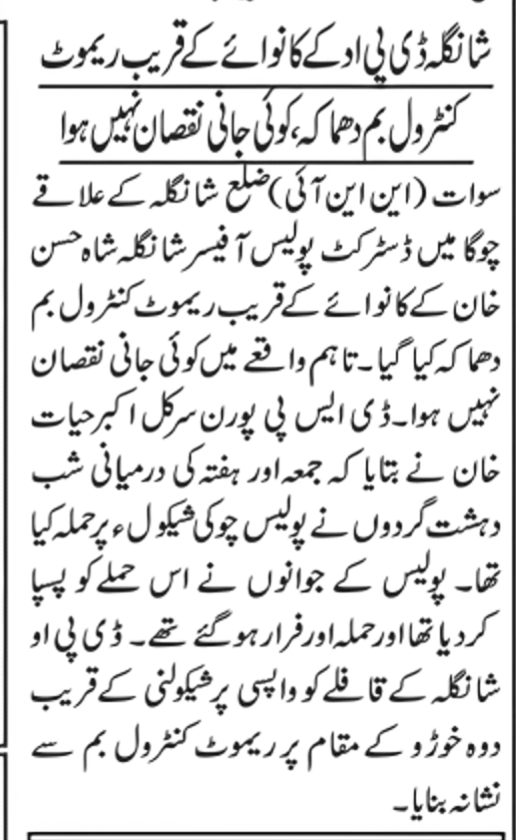 شانگلہ ڈی پی او کے کانوائے کے قریب ریموٹ
کنٹرول بم دھماکہ، کوئی جانی نقصان نہیں ہوا
سوات (این این آئی) ضلع شانگلہ کے علاقے
چوگا میں ڈسٹرکٹ پولیس آفیسر شانگلہ شاہ حسن
خان کے کانوائے کے قریب ریموٹ کنٹرول بم
دھماکہ کیا گیا۔ تاہم واقعے میں کوئی جانی نقصان
نہیں ہوا۔ ڈی ایس پی پورن سرکل اکبر حیات
خان نے بتایا کہ جمعہ اور ہفتہ کی درمیانی شب
دہشت گردوں نے پولیس چوکی شیکولء پر حملہ کیا
تھا۔ پولیس کے جوانوں نے اس حملے کو پسپا
کر دیا تھا اور حملہ اور فرار ہو گئے تھے۔ ڈی پی او
شانگلہ کے قافلے کو واپسی پر شیکولنی کے قریب
دوہ خوڑو کے مقام پر ریموٹ کنٹرول بم سے
نشانہ بنایا۔